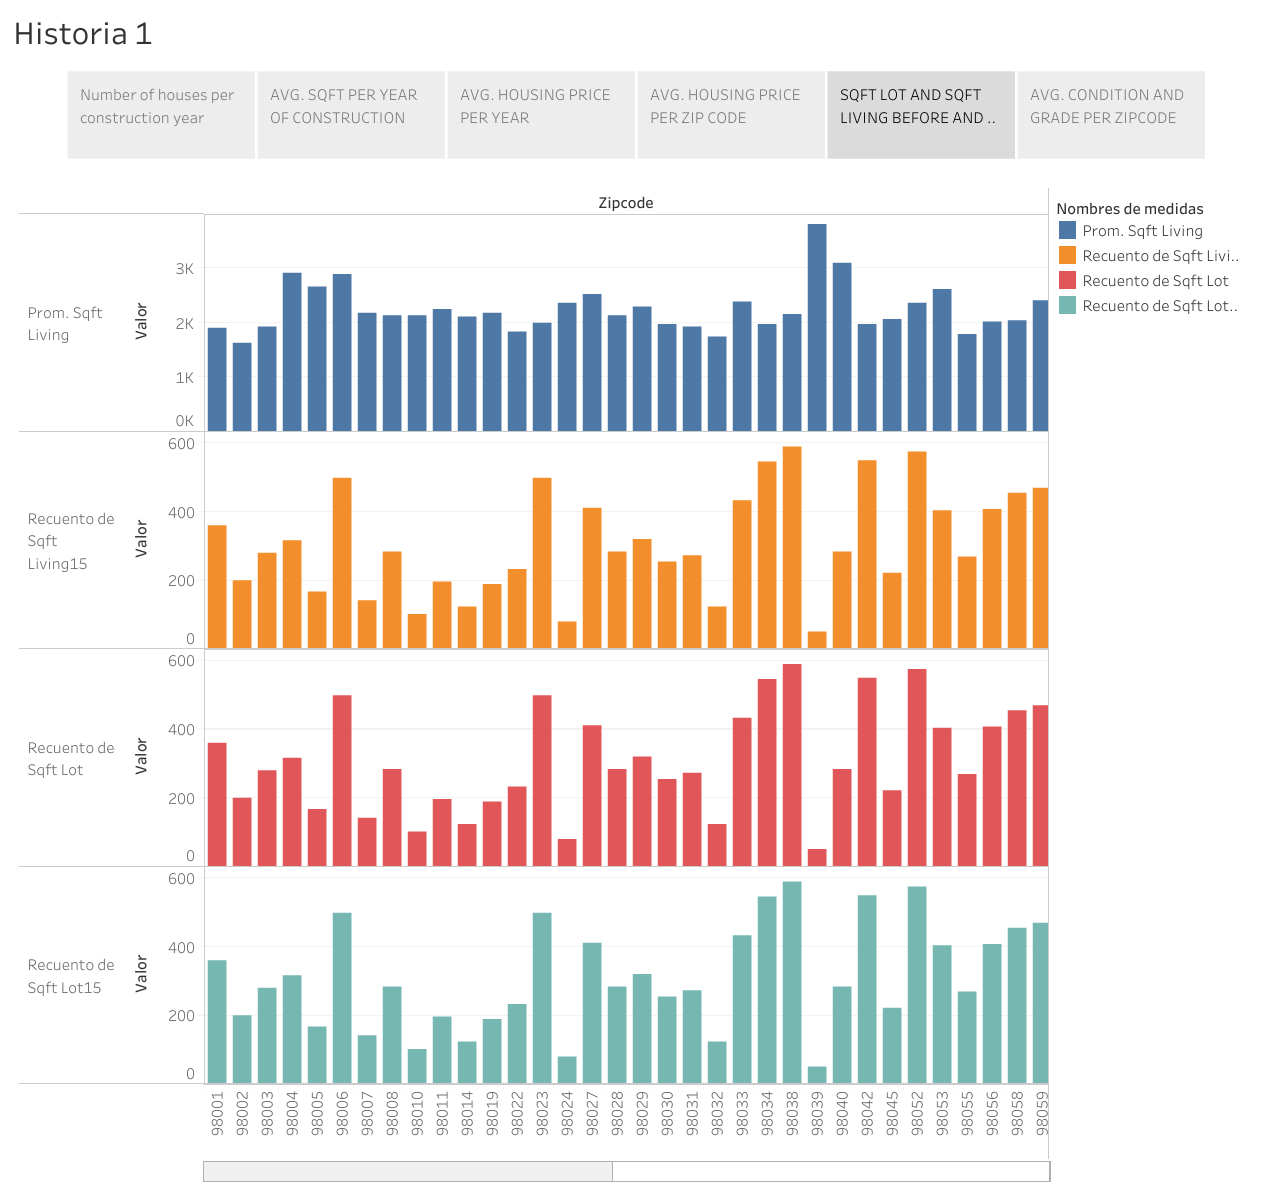 Historia 1
Number of houses per
construction year
AVG. SQFT PER YEAR
OF CONSTRUCTION
AVG. HOUSING PRICE
PER YEAR
AVG. HOUSING PRICE
PER ZIP CODE
SQFT LOT AND SQFT
LIVING BEFORE AND ..
AVG. CONDITION AND
GRADE PER ZIPCODE
Zipcode
Nombres de medidas
Prom. Sqft Living
Recuento de Sqft Livi..
Recuento de Sqft Lot
Recuento de Sqft Lot..
Prom. Sqft
Living
Valor
3K
2K
1K
0K
Recuento de
Sqft
Living15
Valor
600
400
200
0
Recuento de
Sqft Lot
Valor
600
400
200
0
Recuento de
Sqft Lot15
Valor
600
400
200
0
98001
98002
98003
98004
98005
98006
98007
98008
98010
98011
98014
98019
98022
98023
98024
98027
98028
98029
98030
98031
98032
98033
98034
98038
98039
98040
98042
98045
98052
98053
98055
98056
98058
98059